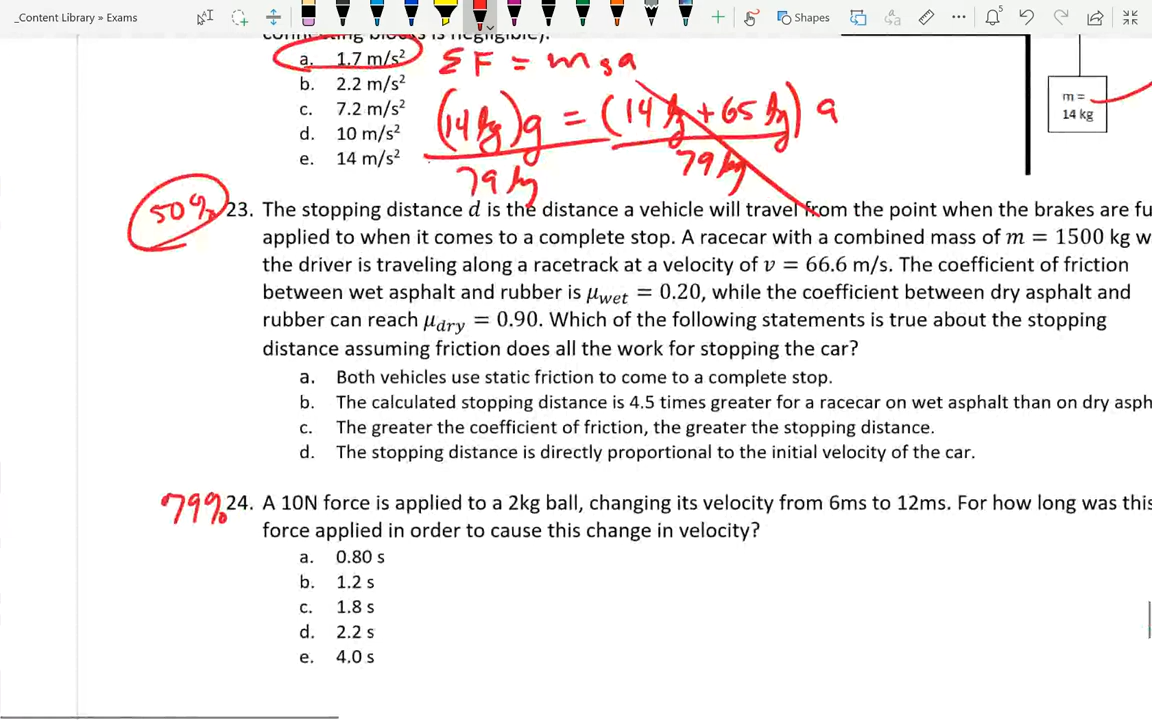 _Content Library » Exams
Shapes
connecting blocks is negligible).
a. 1.7 m/s²
ΣF = m₃a
b. 2.2 m/s²
c. 7.2 m/s²
(14 kg)g = (14 kg + 65 kg) a
d. 10 m/s²
e. 14 m/s²
79 kg 79 kg
m =
14 kg
50% 23. The stopping distance d is the distance a vehicle will travel from the point when the brakes are fu
applied to when it comes to a complete stop. A racecar with a combined mass of m = 1500 kg w
the driver is traveling along a racetrack at a velocity of v = 66.6 m/s. The coefficient of friction
between wet asphalt and rubber is μwet = 0.20, while the coefficient between dry asphalt and
rubber can reach μdry = 0.90. Which of the following statements is true about the stopping
distance assuming friction does all the work for stopping the car?
a. Both vehicles use static friction to come to a complete stop.
b. The calculated stopping distance is 4.5 times greater for a racecar on wet asphalt than on dry asph
c. The greater the coefficient of friction, the greater the stopping distance.
d. The stopping distance is directly proportional to the initial velocity of the car.
79% 24. A 10N force is applied to a 2kg ball, changing its velocity from 6ms to 12ms. For how long was this
force applied in order to cause this change in velocity?
a. 0.80 s
b. 1.2 s
c. 1.8 s
d. 2.2 s
e. 4.0 s